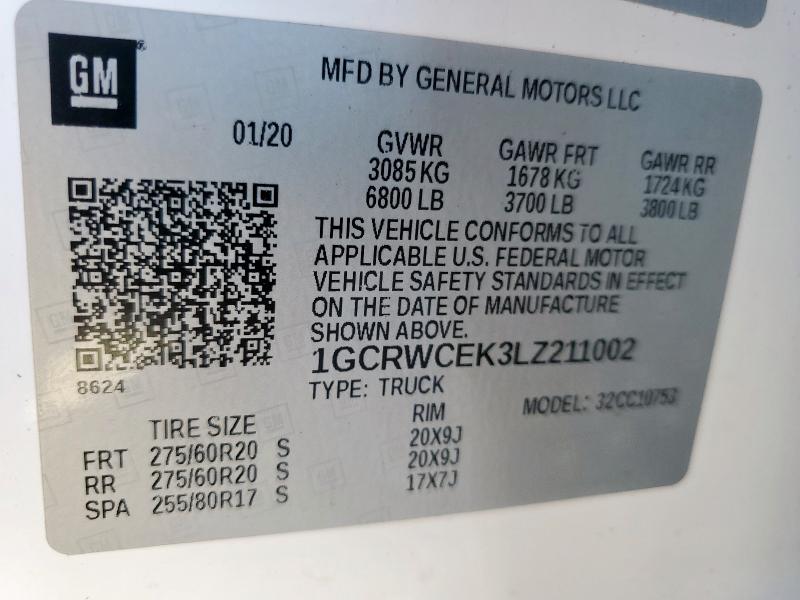 GM
MFD BY GENERAL MOTORS LLC
01/20
GVWR GAWR FRT GAWR RR
3085 KG 1678 KG 1724 KG
6800 LB 3700 LB 3800 LB
THIS VEHICLE CONFORMS TO ALL
APPLICABLE U.S. FEDERAL MOTOR
VEHICLE SAFETY STANDARDS IN EFFECT
ON THE DATE OF MANUFACTURE
SHOWN ABOVE.
1GCRWCEK3LZ211002
8624
TYPE: TRUCK
MODEL: 32CC10753
TIRE SIZE RIM
FRT 275/60R20 S 20X9J
RR 275/60R20 S 20X9J
SPA 255/80R17 S 17X7J